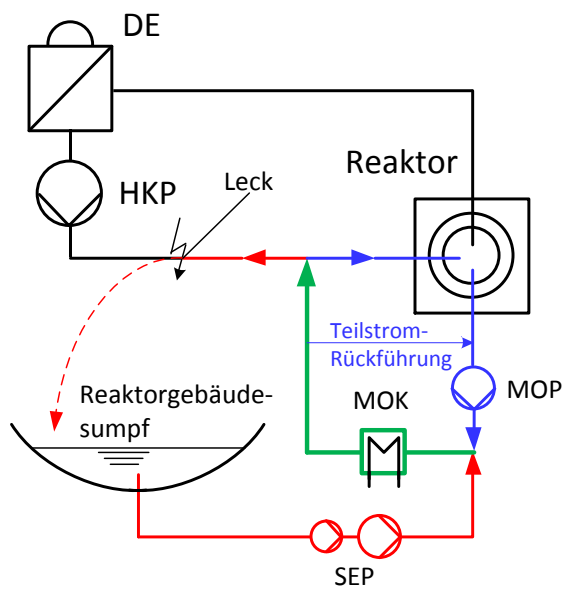 DE
Reaktor
HKP
Leck
Teilstrom-
Rückführung
MOP
Reaktorgebäude-
sumpf
MOK
SEP